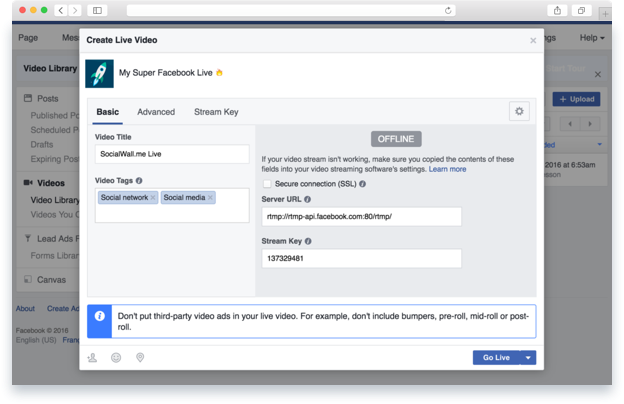 Page
Help
Create Live Video
My Super Facebook Live
Video Library
Basic Advanced Stream Key
+ Upload
Posts
Published
Scheduled
Drafts
Expiring
Video Title
SocialWall.me Live
Video Tags
Social network × Social media ×
OFFLINE
If your video stream isn't working, make sure you copied the contents of these
fields into your video streaming software's settings. Learn more
Secure connection (SSL)
Server URL
rtmp://rtmp-api.facebook.com:80/rtmp/
Stream Key
137329481
2016 at 6:53am
Videos
Video Library
Videos You
Lead Ads
Forms
Canvas
Don't put third-party video ads in your live video. For example, don't include bumpers, pre-roll, mid-roll or post-
roll.
About Create
Facebook © 2016
English (US)
Go Live